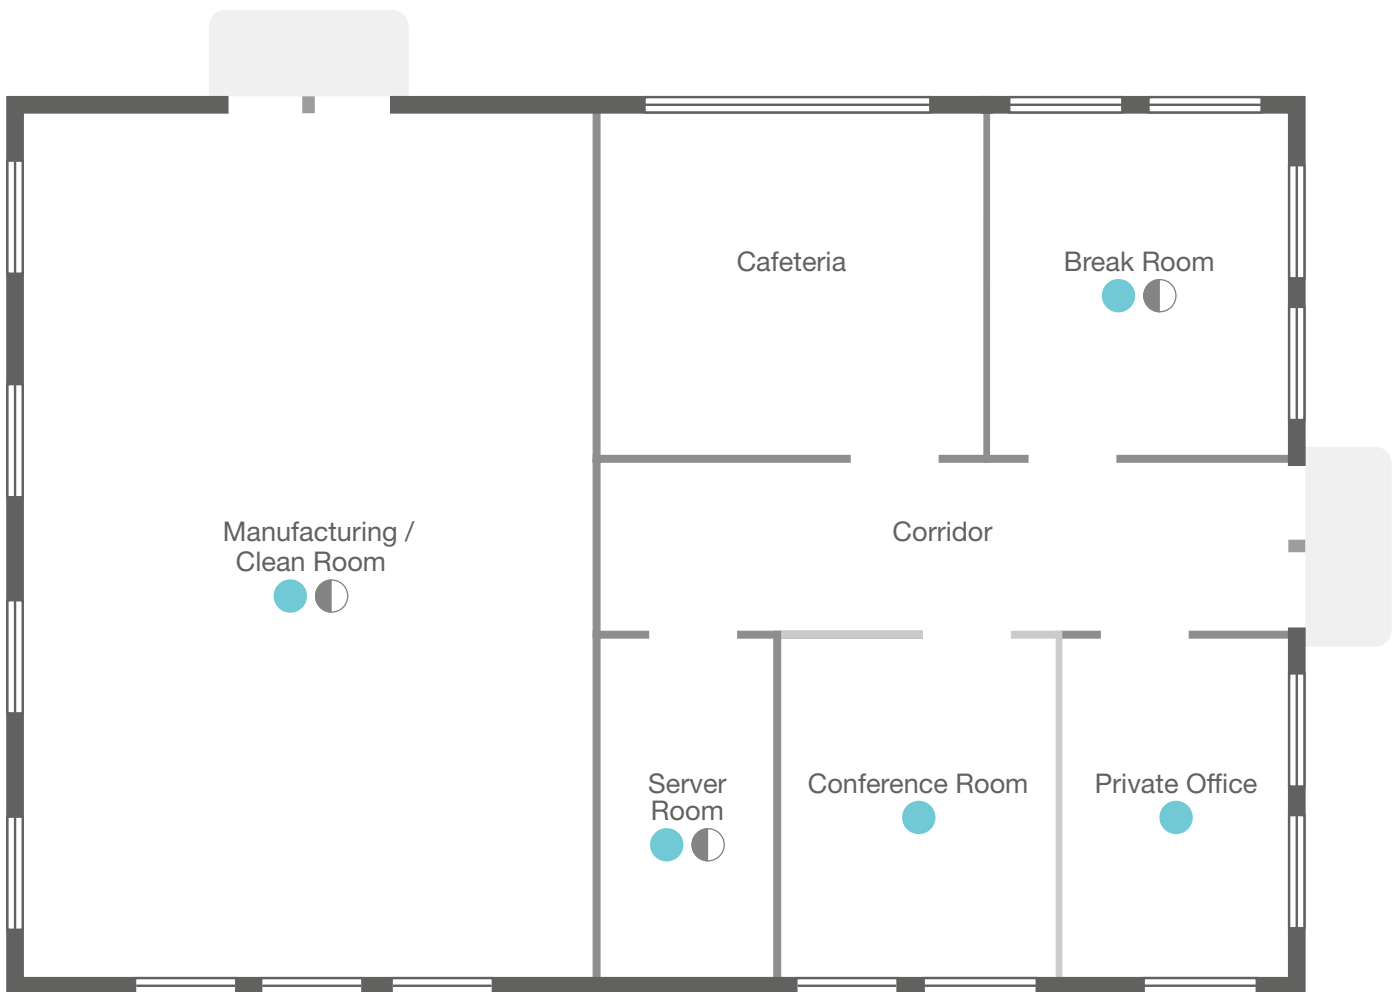 Cafeteria
Break Room
Manufacturing /
Clean Room
Corridor
Server
Room
Conference Room
Private Office